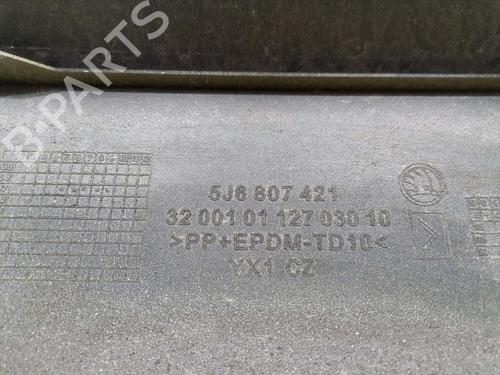 B-PARTS
5J6 807 421
32 001 01 127 030 10
>PP+EPDM-TD10<
YX1 CZ